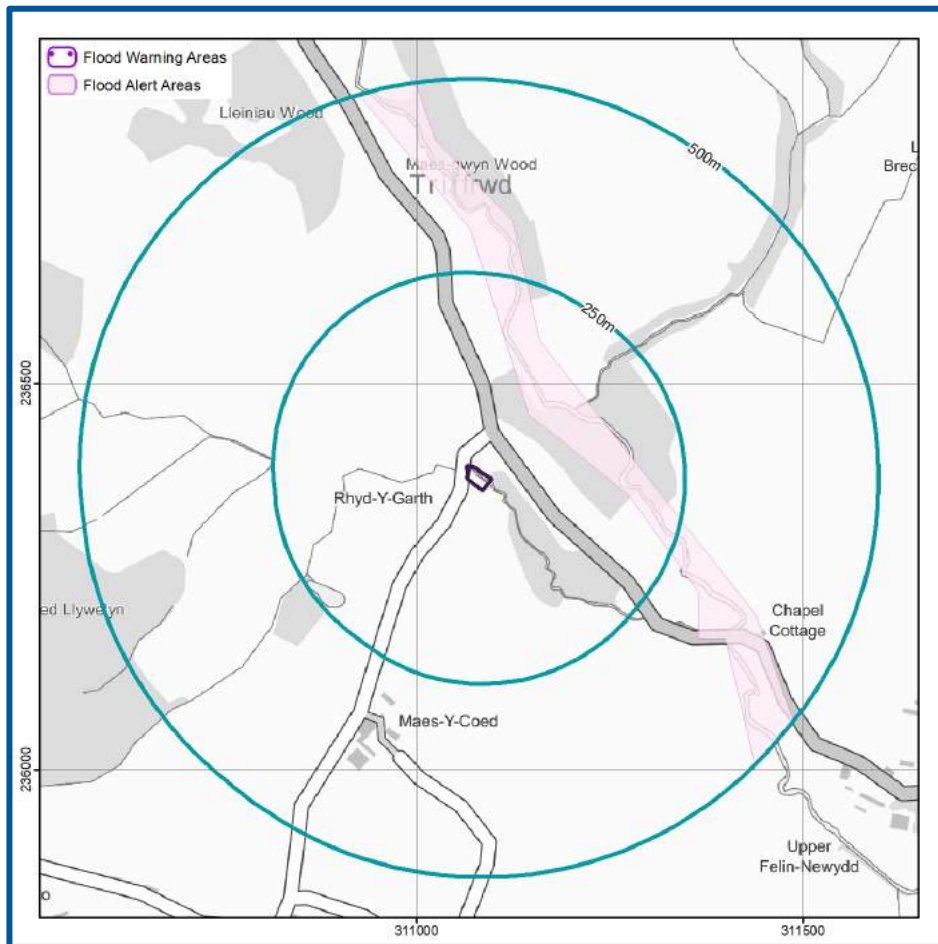 Flood Warning Areas
Flood Alert Areas
Lleiniau Wood
Maes-gwyn Wood
500m
L
Brec
250m
236500
Rhyd-Y-Garth
ed Llywelyn
Chapel
Cottage
Maes-Y-Coed
236000
Upper
Felin-Newydd
o
311000
311500